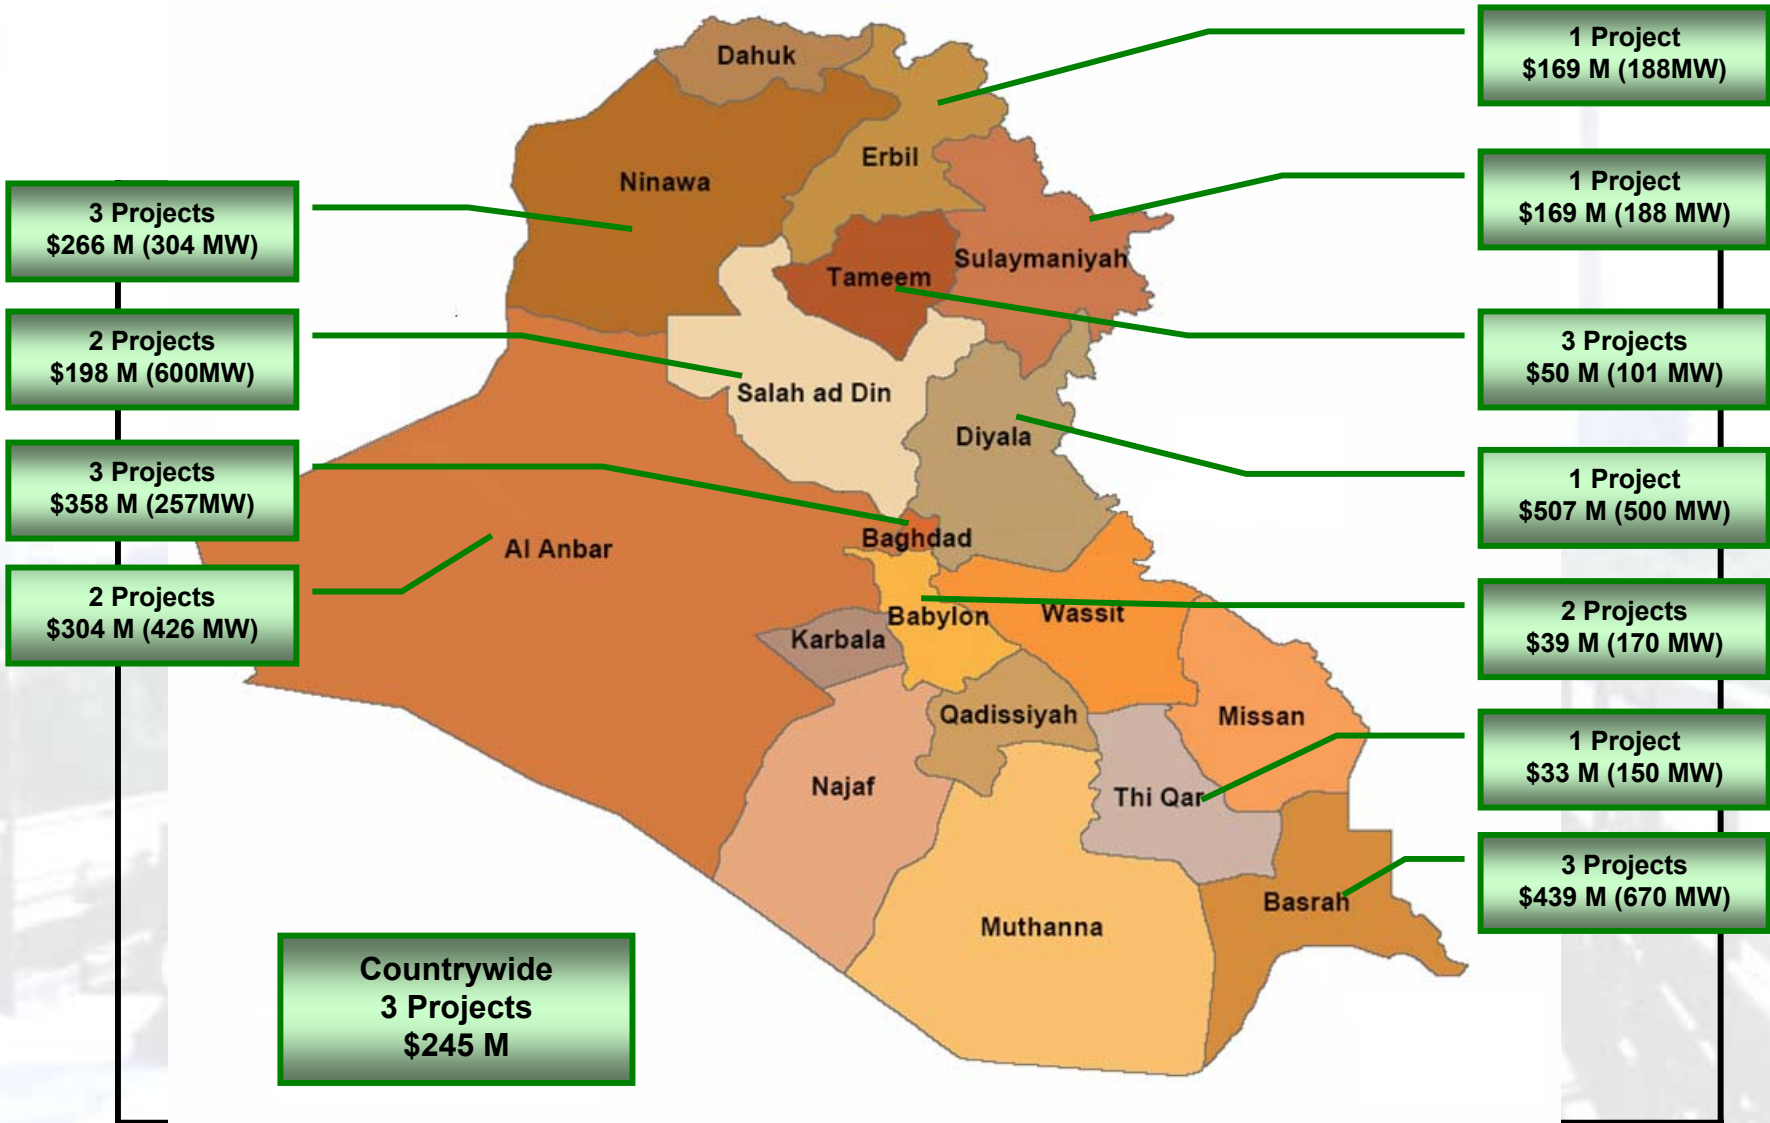 Dahuk
Erbil
Ninawa
Sulaymaniyah
Tameem
Salah ad Din
Diyala
Al Anbar
Baghdad
Babylon
Wassit
Karbala
Qadissiyah
Missan
Najaf
Thi Qar
Basrah
Muthanna
3 Projects
$266 M (304 MW)
2 Projects
$198 M (600MW)
3 Projects
$358 M (257MW)
2 Projects
$304 M (426 MW)
Countrywide
3 Projects
$245 M
1 Project
$169 M (188MW)
1 Project
$169 M (188 MW)
3 Projects
$50 M (101 MW)
1 Project
$507 M (500 MW)
2 Projects
$39 M (170 MW)
1 Project
$33 M (150 MW)
3 Projects
$439 M (670 MW)